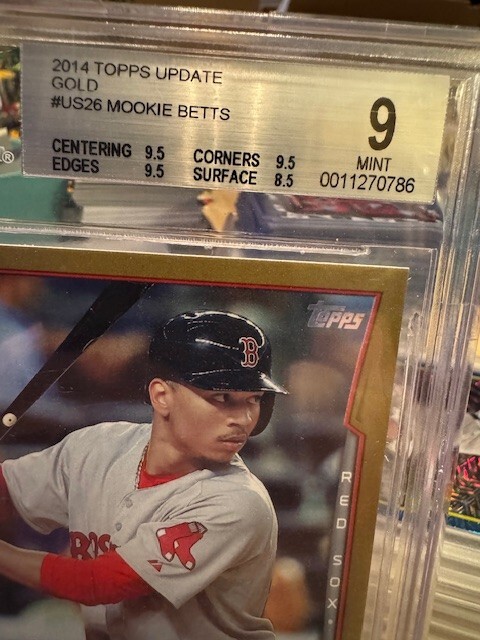 2014 TOPPS UPDATE
GOLD
#US26 MOOKIE BETTS
CENTERING 9.5 CORNERS 9.5
EDGES 9.5 SURFACE 8.5
9
MINT
0011270786
®
Topps
B
RED SOX